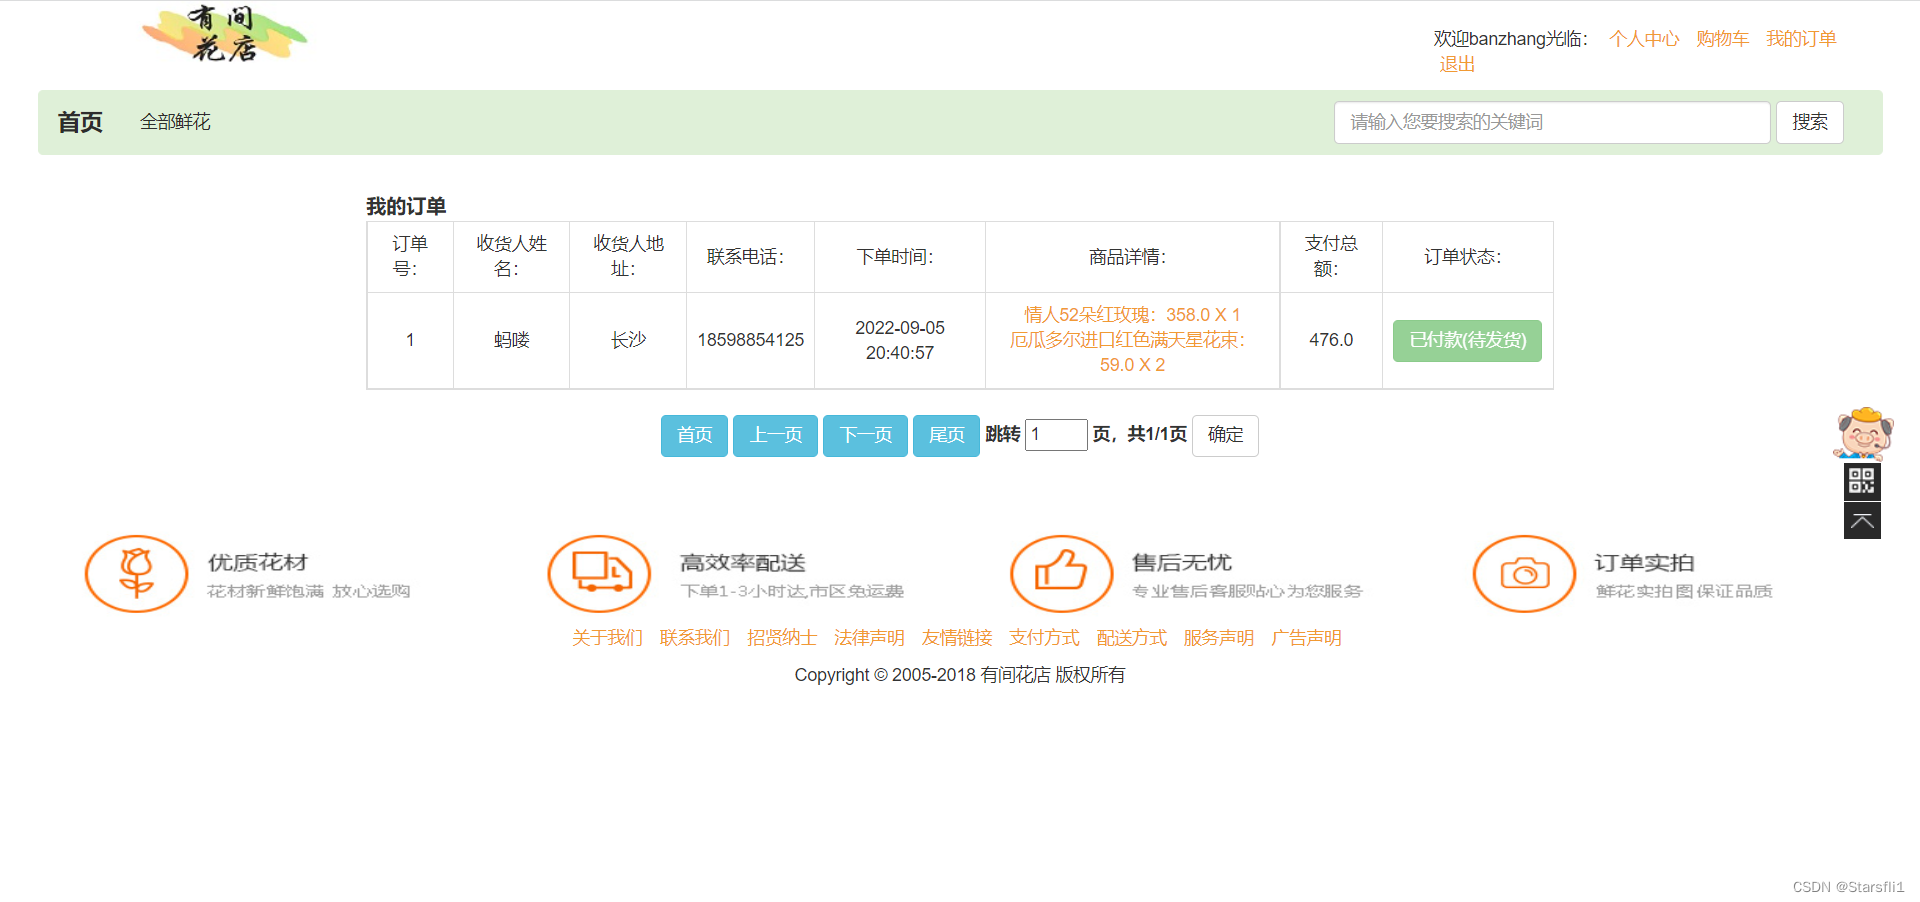 有间
花店
欢迎banzhang光临： 个人中心 购物车 我的订单
退出
首页 全部鲜花 请输入您要搜索的关键词 搜索
我的订单
订单号： 收货人姓名： 收货人地址： 联系电话： 下单时间： 商品详情： 支付总额： 订单状态：
1 蚂喽 长沙 18598854125 2022-09-05 20:40:57 情人52朵红玫瑰：358.0 X 1 厄瓜多尔进口红色满天星花束：59.0 X 2 476.0 已付款(待发货)
首页 上一页 下一页 尾页 跳转 1 页，共1/1页 确定
优质花材 高效率配送 售后无忧 订单实拍
花材新鲜饱满 放心选购 下单1-3小时达,市区免运费 专业售后客服贴心为您服务 鲜花实拍图保证品质
关于我们 联系我们 招贤纳士 法律声明 友情链接 支付方式 配送方式 服务声明 广告声明
Copyright © 2005-2018 有间花店 版权所有
CSDN @Starsfli1